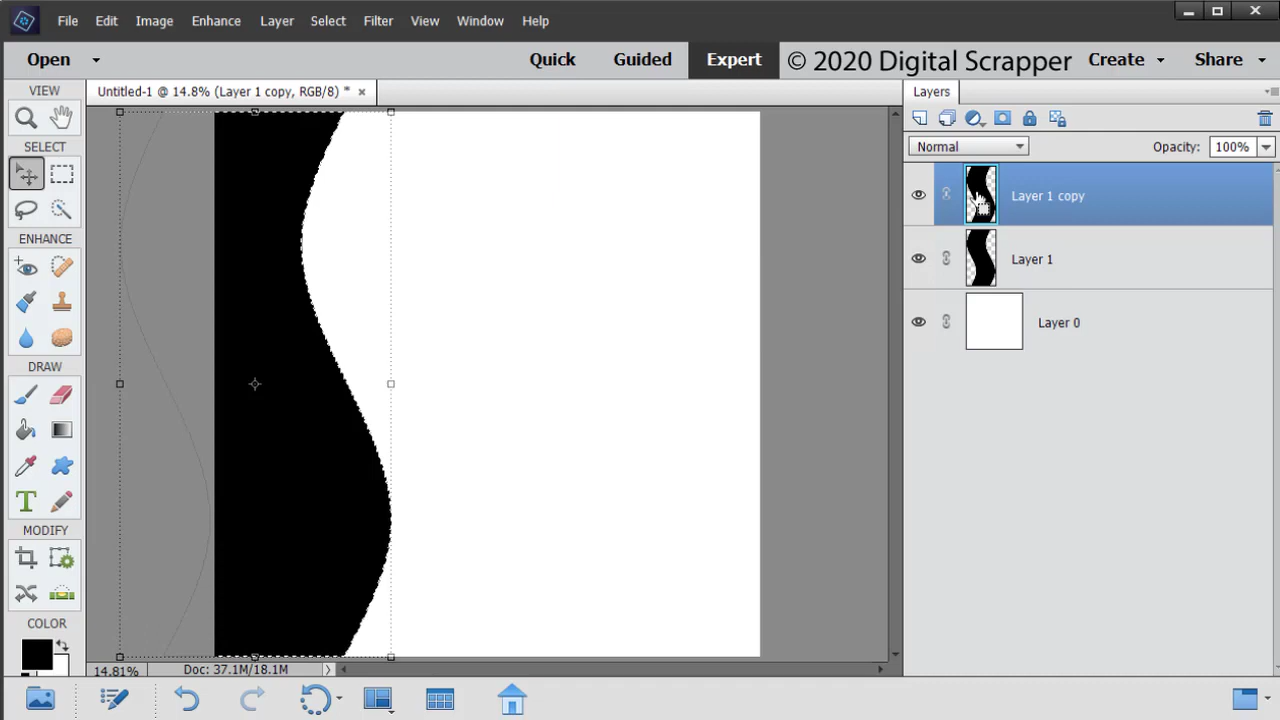 File Edit Image Enhance Layer Select Filter View Window Help
Open Quick Guided Expert © 2020 Digital Scrapper Create Share
VIEW
Untitled-1 @ 14.8% (Layer 1 copy, RGB/8) * ×
Layers
Normal Opacity: 100%
SELECT
Layer 1 copy
ENHANCE
Layer 1
Layer 0
DRAW
T
MODIFY
COLOR
14.81% Doc: 37.1M/18.1M